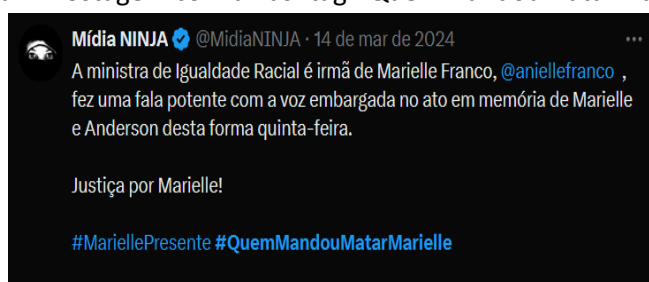 Mídia NINJA @MidiaNINJA · 14 de mar de 2024
A ministra de Igualdade Racial é irmã de Marielle Franco, @aniellefranco ,
fez uma fala potente com a voz embargada no ato em memória de Marielle
e Anderson desta forma quinta-feira.
Justiça por Marielle!
#MariellePresente #QuemMandouMatarMarielle